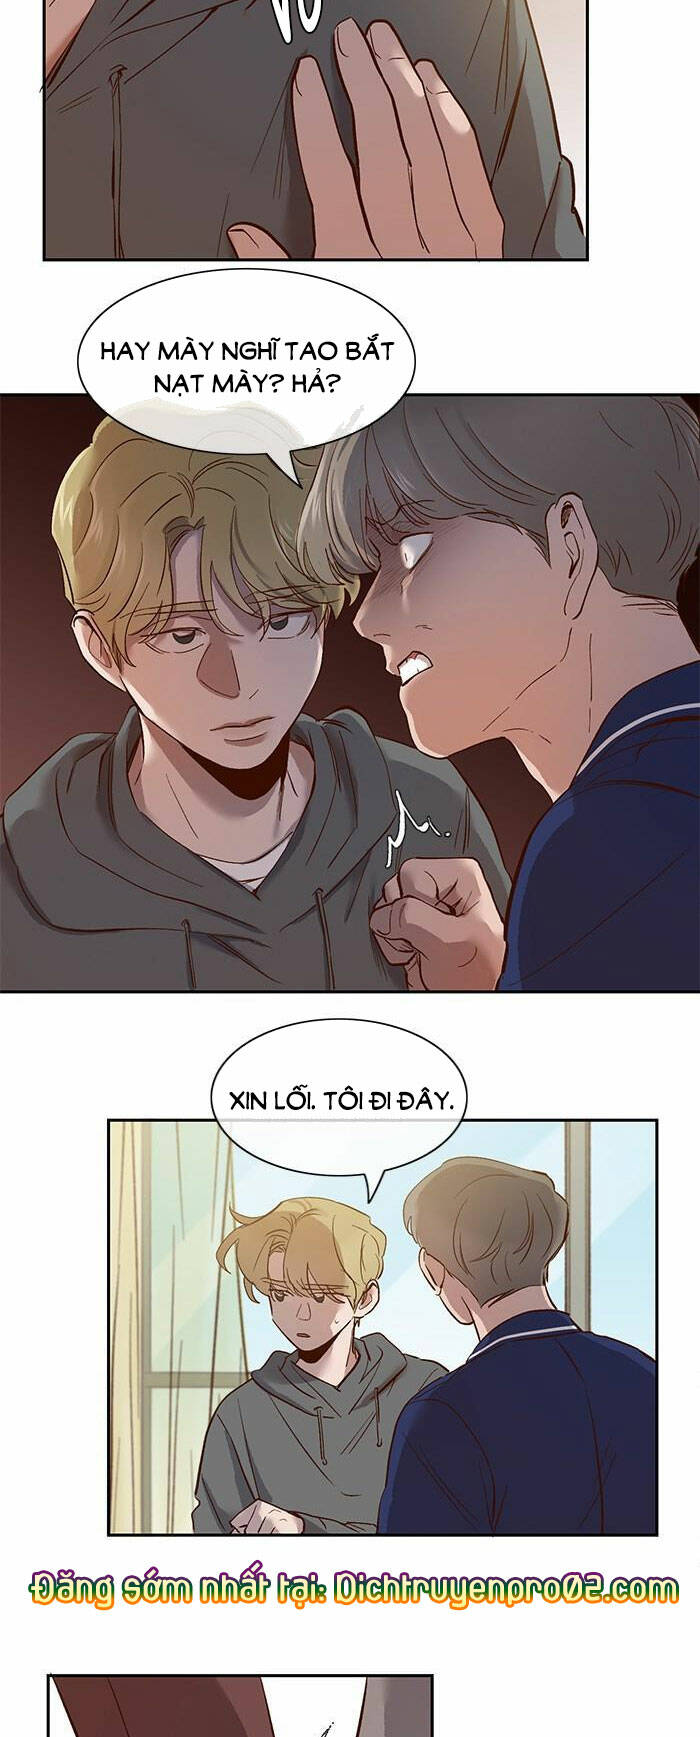 HAY MÀY NGHĨ TAO BẮT
NẠT MÀY? HẢ?
XIN LỖI. TÔI ĐI ĐÂY.
Đăng sớm nhất tại: Dichtruyenpro02.com